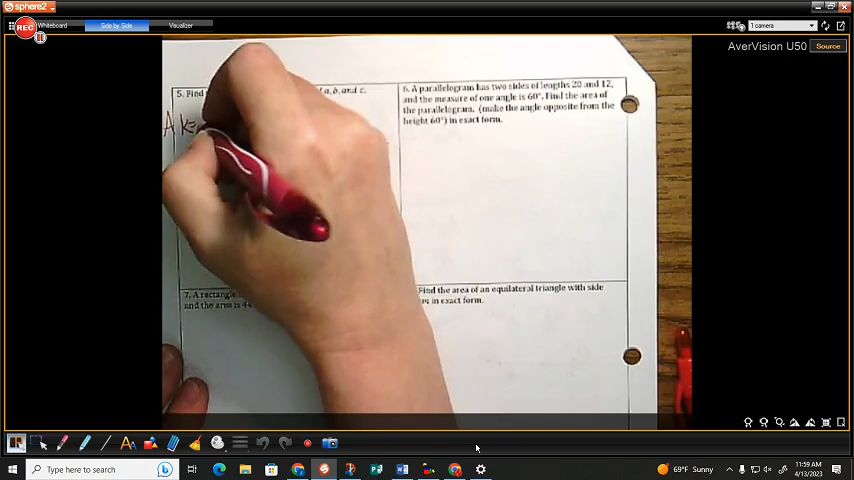 sphere2
REC
Whiteboard
Side by Side
Visualizer
1 camera
AverVision U50
Source
5. Find
a, b, and c.
6. A parallelogram has two sides of lengths 20 and 12,
and the measure of one angle is 60°. Find the area of
the parallelogram. (make the angle opposite from the
height 60°) in exact form.
7. A rectangle
and the area is
Find the area of an equilateral triangle with side
in exact form.
Type here to search
69°F Sunny
11:59 AM
4/13/2023